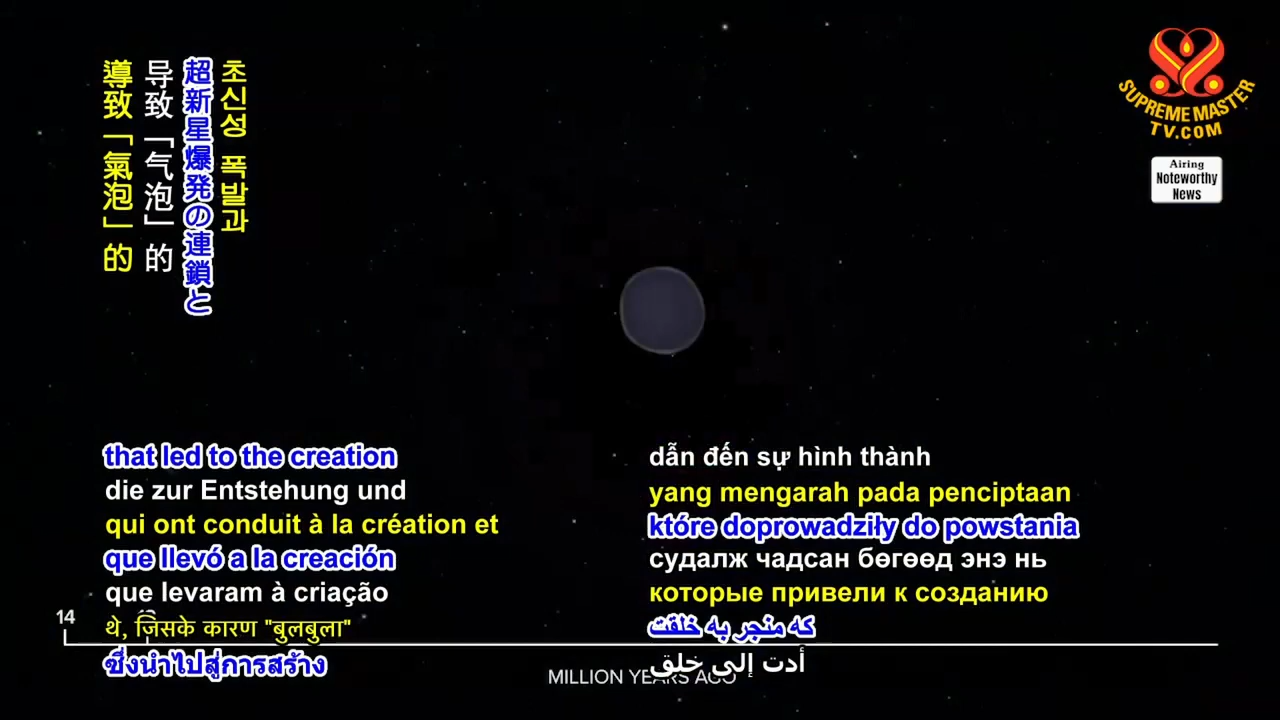 초신성 폭발과
超新星爆発の連鎖と
导致「气泡」的
導致「氣泡」的
SUPREME MASTER
TV.COM
Airing
Noteworthy
News
that led to the creation
die zur Entstehung und
qui ont conduit à la création et
que llevó a la creación
que levaram à criação
थे, जिसके कारण "बुलबुला"
ซึ่งนำไปสู่การสร้าง
dẫn đến sự hình thành
yang mengarah pada penciptaan
które doprowadziły do powstania
судалж чадсан бөгөөд энэ нь
которые привели к созданию
که منجر به خلقت
أدت إلى خلق
14
MILLION YEARS AGO